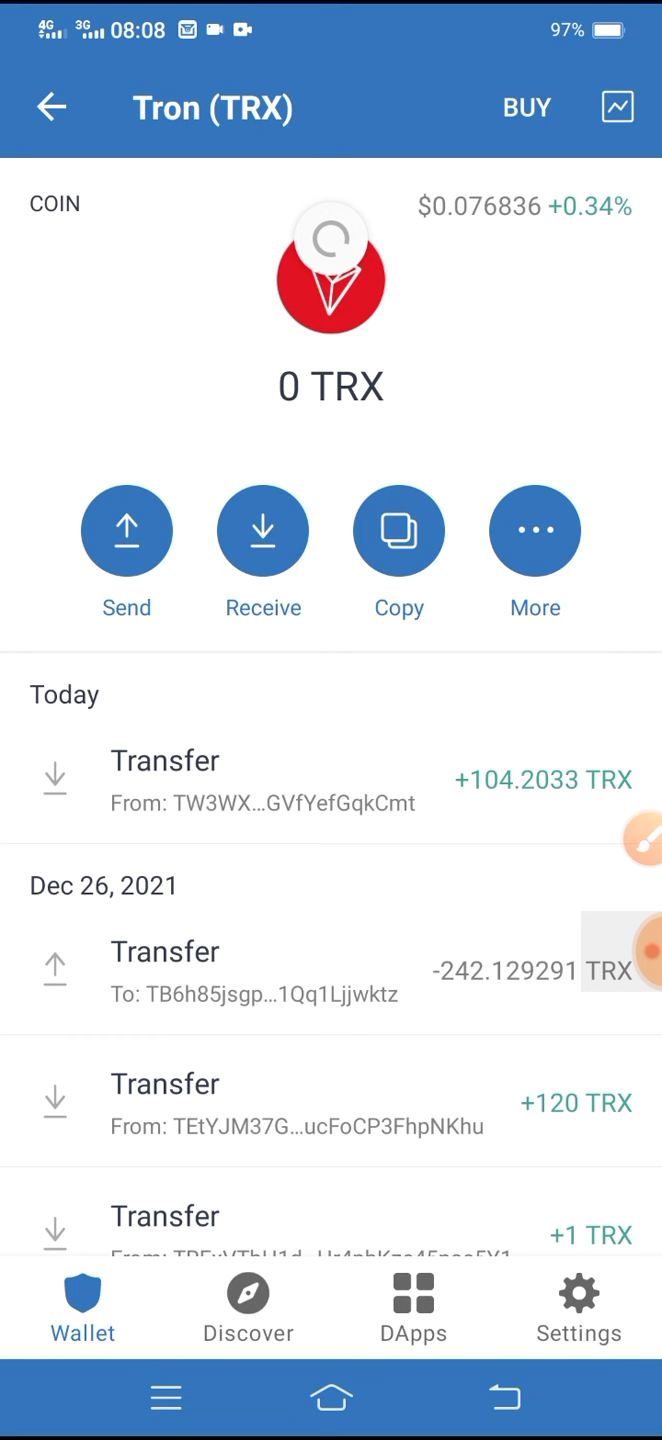 4G 3G 08:08 97%
Tron (TRX) BUY
COIN $0.076836 +0.34%
0 TRX
Send Receive Copy More
Today
Transfer
+104.2033 TRX
From: TW3WX...GVfYefGqkCmt
Dec 26, 2021
Transfer
-242.129291 TRX
To: TB6h85jsgp...1Qq1Ljjwktz
Transfer
+120 TRX
From: TEtYJM37G...ucFoCP3FhpNKhu
Transfer
+1 TRX
Wallet Discover DApps Settings